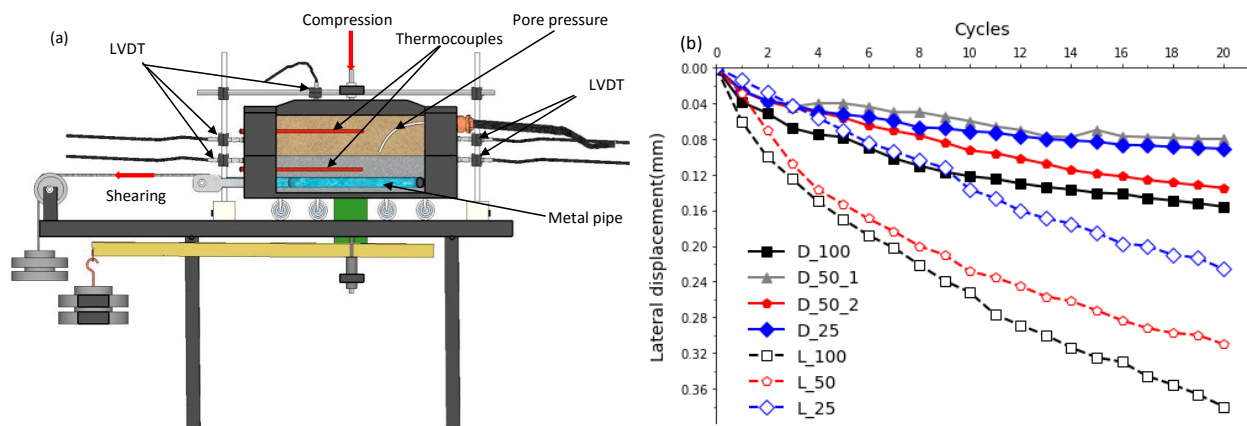 (a)
Compression
Pore pressure
LVDT
Thermocouples
LVDT
Shearing
Metal pipe
(b)
Cycles
0 2 4 6 8 10 12 14 16 18 20
0.00
0.04
0.08
0.12
0.16
0.20
0.24
0.28
0.32
0.36
Lateral displacement(mm)
D_100
D_50_1
D_50_2
D_25
L_100
L_50
L_25